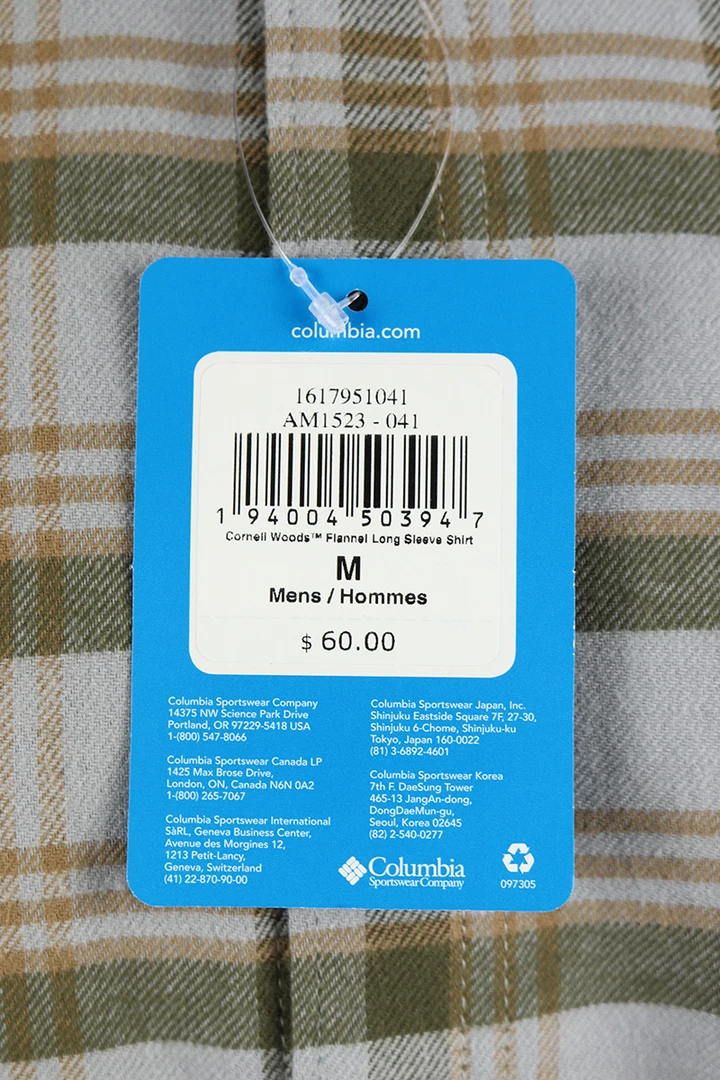 columbia.com
1617951041
AM1523 - 041
1 94004 50394 7
Cornell Woods™ Flannel Long Sleeve Shirt
M
Mens / Hommes
$ 60.00
Columbia Sportswear Company
14375 NW Science Park Drive
Portland, OR 97229-5418 USA
1-(800) 547-8066
Columbia Sportswear Canada LP
1425 Max Brose Drive,
London, ON, Canada N6N 0A2
1-(800) 265-7067
Columbia Sportswear International
SàRL, Geneva Business Center,
Avenue des Morgines 12,
1213 Petit-Lancy,
Geneva, Switzerland
(41) 22-870-90-00
Columbia Sportswear Japan, Inc.
Shinjuku Eastside Square 7F, 27-30,
Shinjuku 6-Chome, Shinjuku-ku
Tokyo, Japan 160-0022
(81) 3-6892-4601
Columbia Sportswear Korea
7th F. DaeSung Tower
465-13 JangAn-dong,
DongDaeMun-gu,
Seoul, Korea 02645
(82) 2-540-0277
Columbia
Sportswear Company
097305